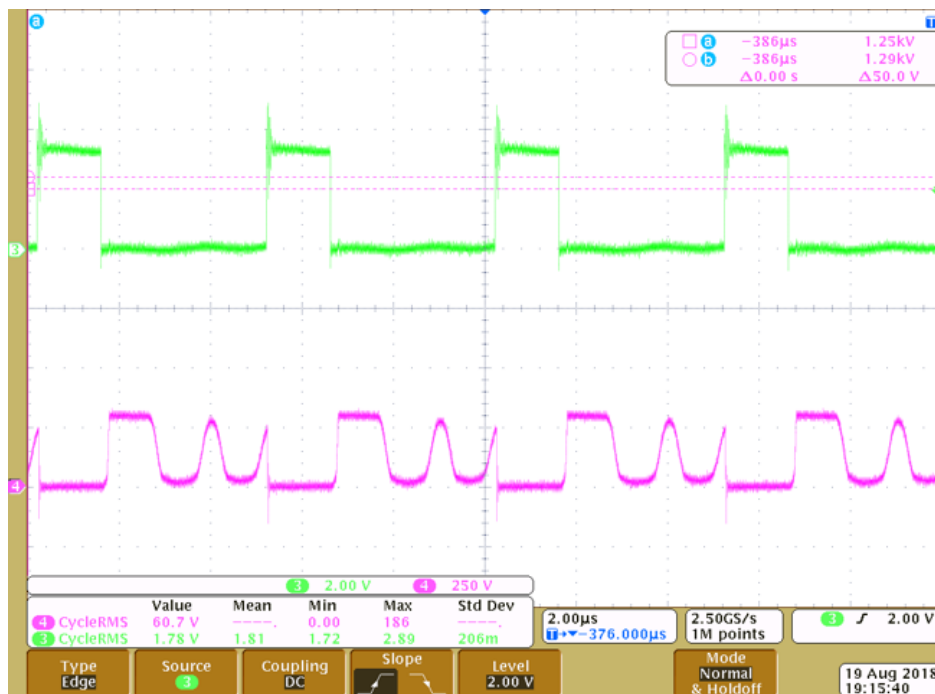 a
T
a -386µs 1.25kV
b -386µs 1.29kV
Δ0.00 s Δ50.0 V
3
4
3 2.00 V 4 250 V
Value Mean Min Max Std Dev
4 CycleRMS 60.7 V ----. 0.00 186 ----.
3 CycleRMS 1.78 V 1.81 1.72 2.89 206m
2.00µs
T→▼-376.000µs
2.50GS/s
1M points
3 2.00 V
Type
Edge
Source
3
Coupling
DC
Slope
Level
2.00 V
Mode
Normal
& Holdoff
19 Aug 2018
19:15:40